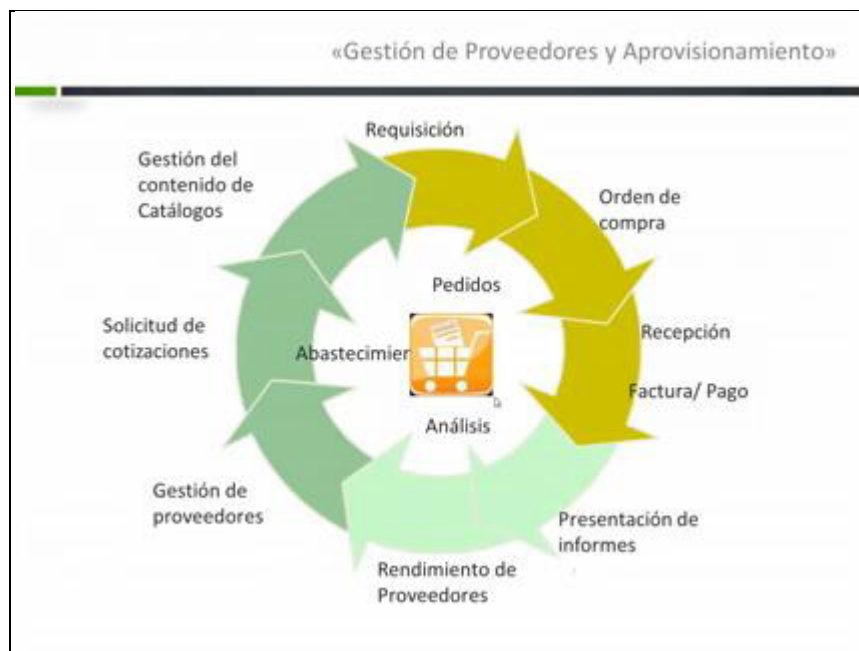 «Gestión de Proveedores y Aprovisionamiento»
Requisición
Gestión del
contenido de
Catálogos
Orden de
compra
Pedidos
Solicitud de
cotizaciones
Abastecimier
Recepción
Factura/ Pago
Análisis
Gestión de
proveedores
Presentación de
informes
Rendimiento de
Proveedores